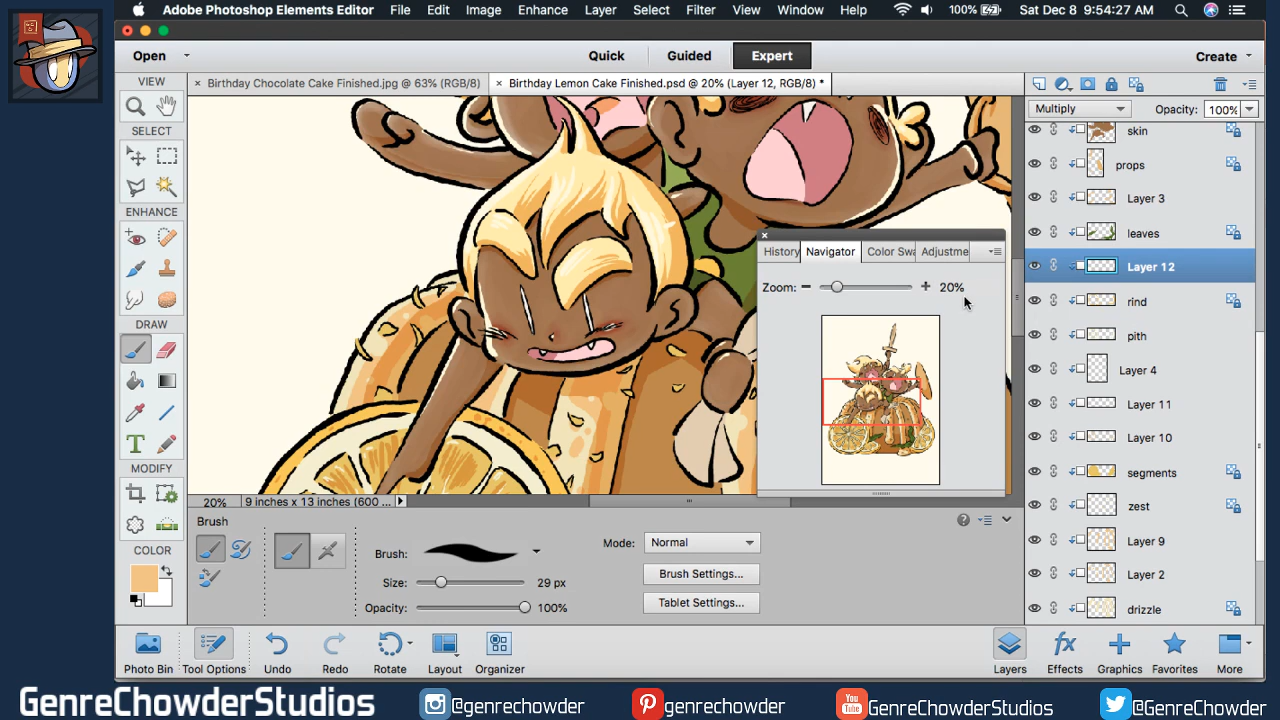 Adobe Photoshop Elements Editor File Edit Image Enhance Layer Select Filter View Window Help 100% Sat Dec 8 9:54:27 AM
Open Quick Guided Expert Create
VIEW
× Birthday Chocolate Cake Finished.jpg @ 63% (RGB/8) × Birthday Lemon Cake Finished.psd @ 20% (Layer 12, RGB/8) *
Multiply Opacity: 100%
SELECT
skin
props
Layer 3
ENHANCE
leaves
History Navigator Color Swa Adjustme
Layer 12
Zoom: 20%
rind
DRAW
pith
Layer 4
Layer 11
T
Layer 10
MODIFY
segments
20% 9 inches x 13 inches (600 ...
zest
Brush
Layer 9
COLOR
Brush: Mode: Normal
Layer 2
Brush Settings...
Size: 29 px
Tablet Settings...
Opacity: 100%
drizzle
Photo Bin Tool Options Undo Redo Rotate Layout Organizer Layers Effects Graphics Favorites More
GenreChowderStudios @genrechowder genrechowder GenreChowderStudios @GenreChowder